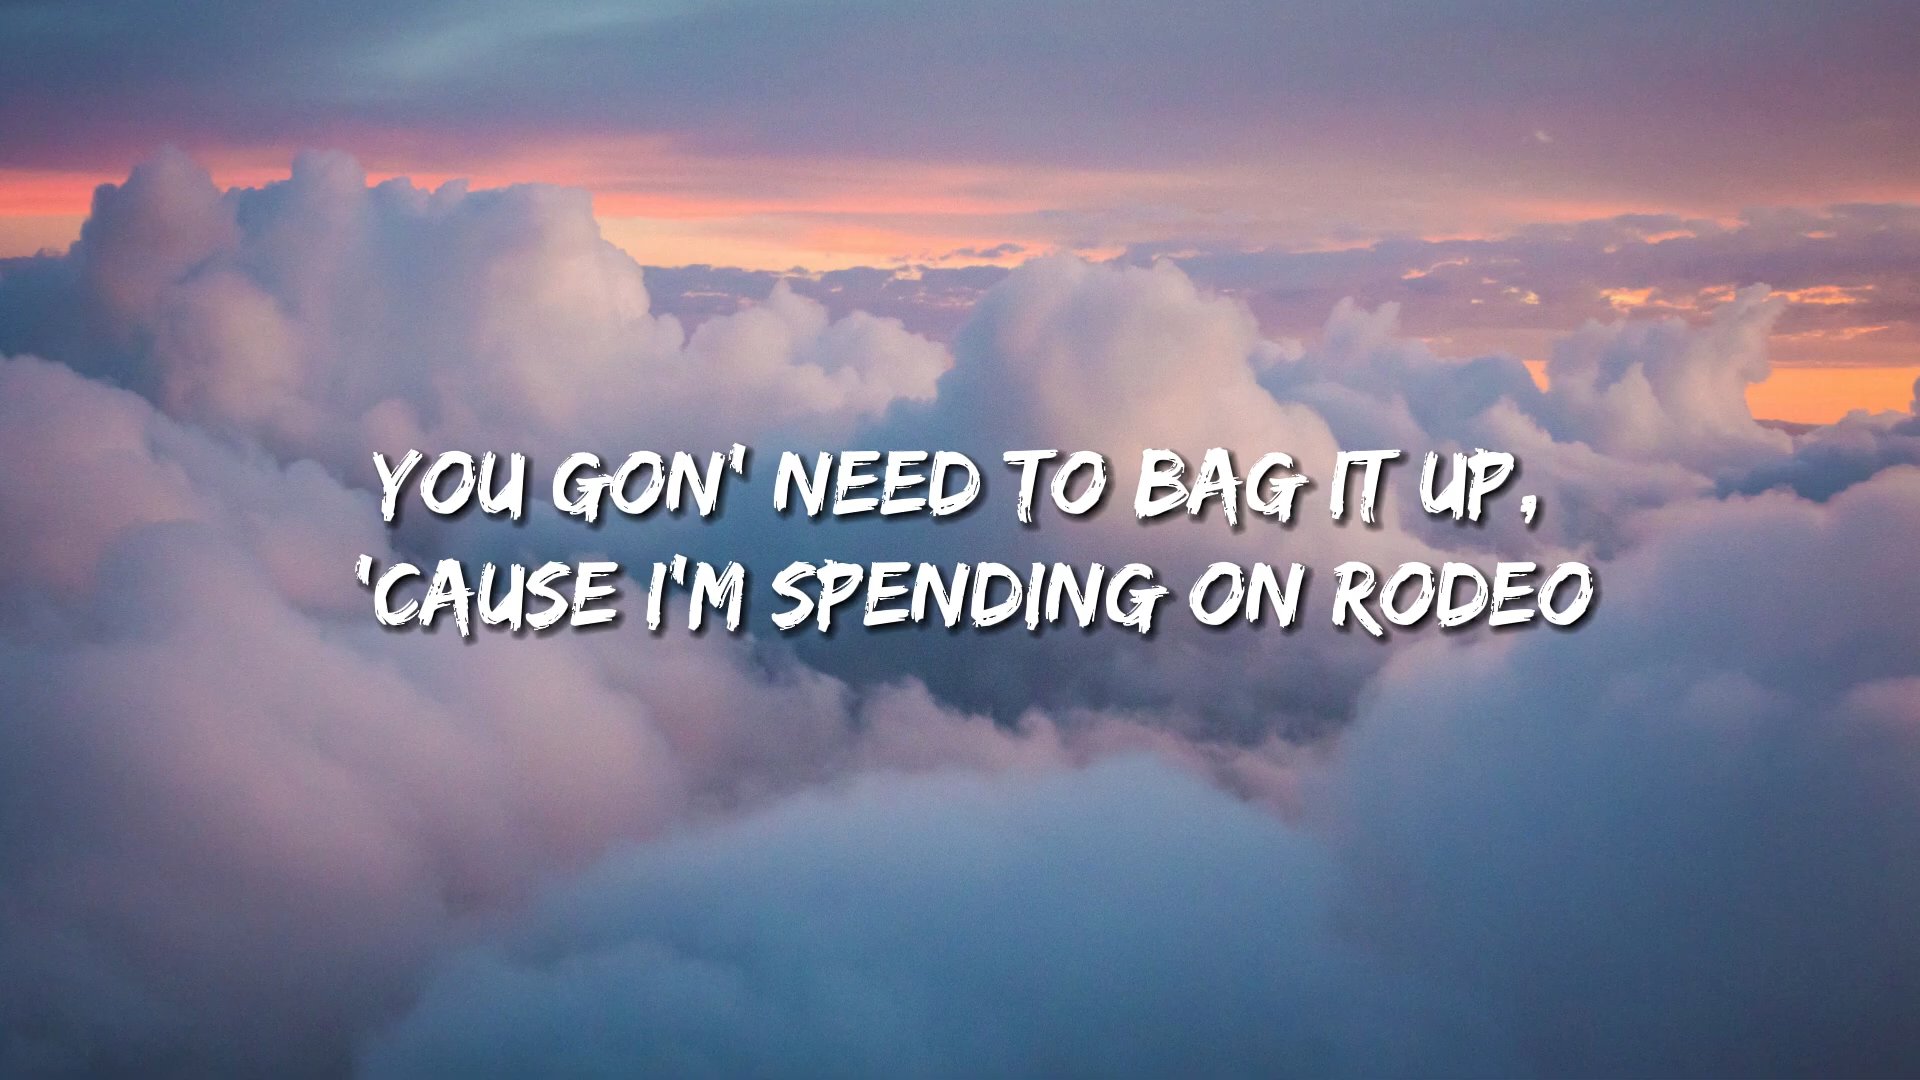 YOU GON' NEED TO BAG IT UP,
'CAUSE I'M SPENDING ON RODEO